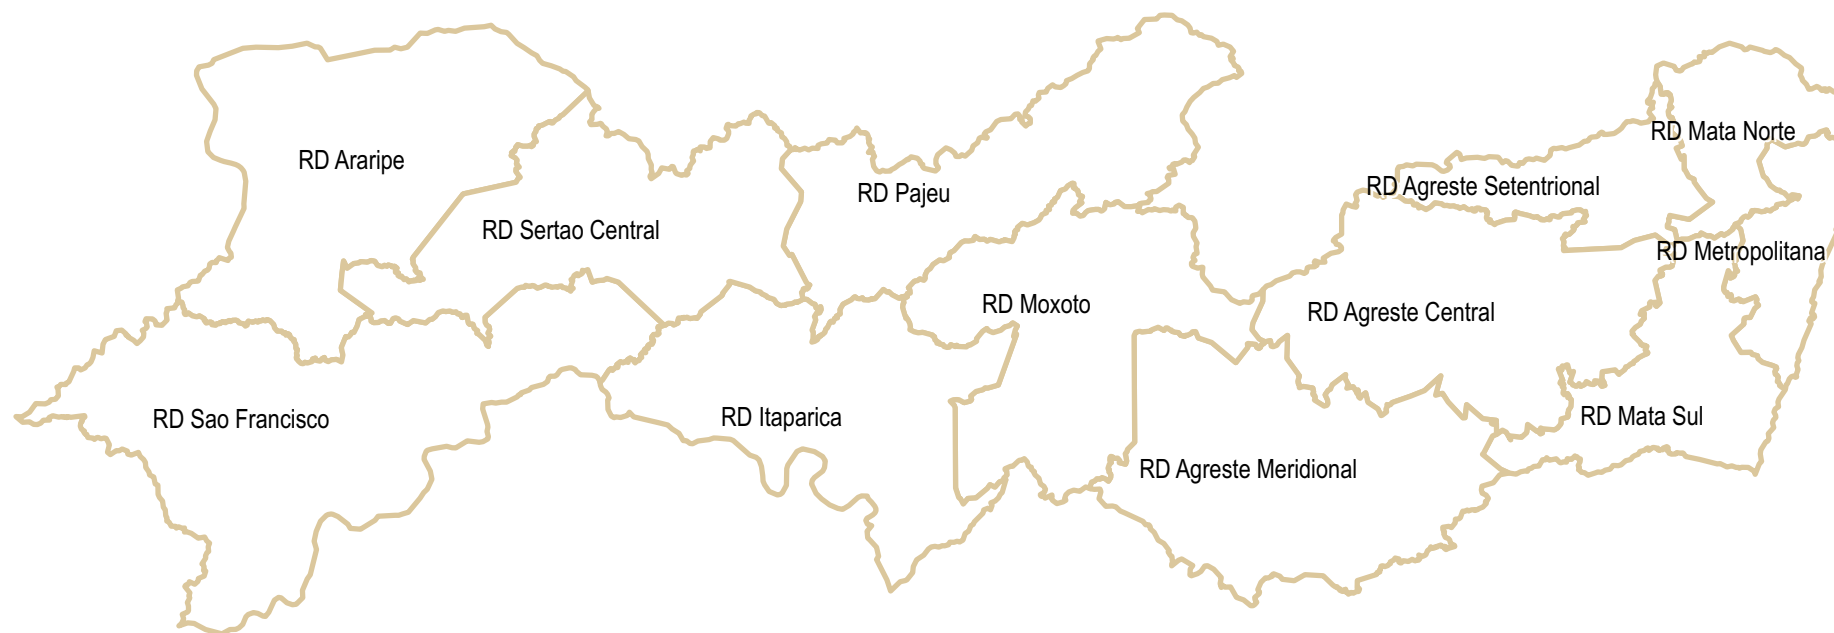 RD Mata Norte
RD Araripe
RD Agreste Setentrional
RD Pajeu
RD Sertao Central
RD Metropolitana
RD Moxoto
RD Agreste Central
RD Sao Francisco
RD Itaparica
RD Mata Sul
RD Agreste Meridional